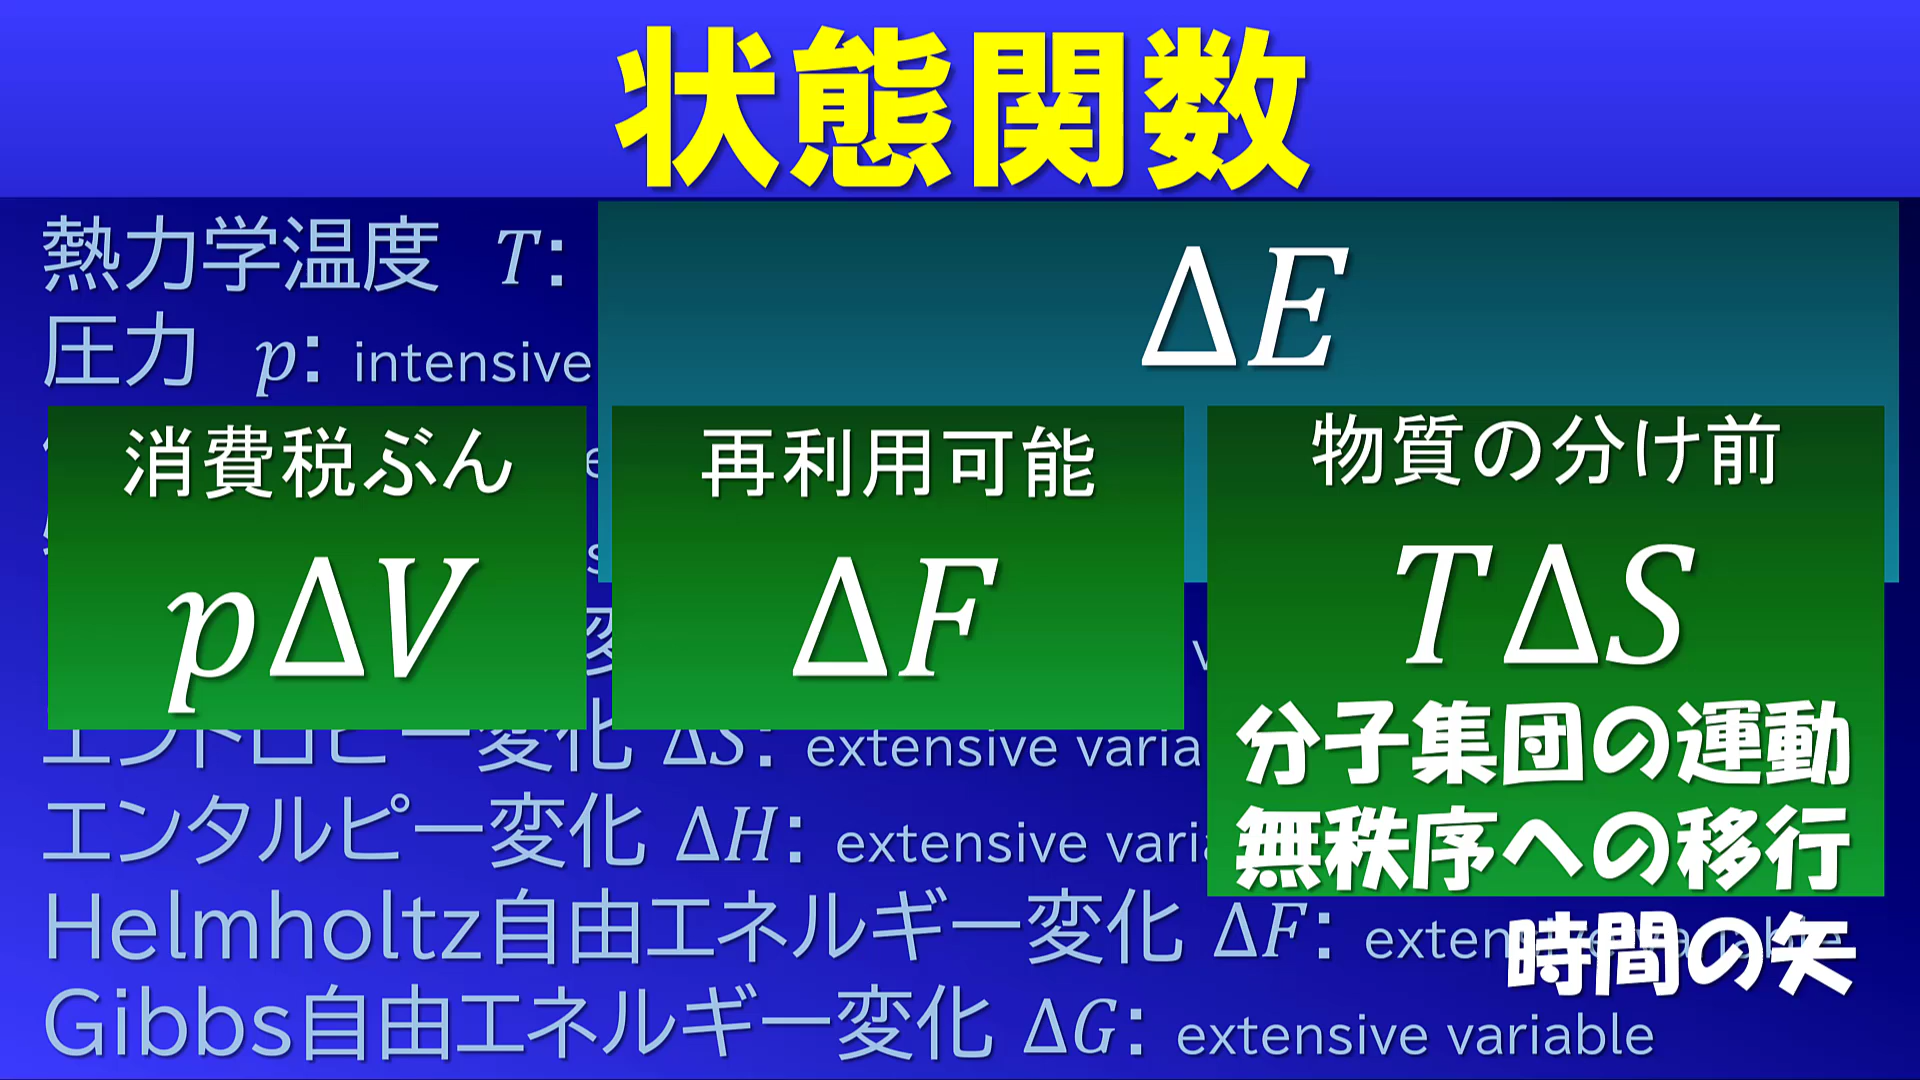 状態関数
熱力学温度 T:
ΔE
圧力 p: intensive
消費税ぶん
再利用可能
物質の分け前
pΔV
ΔF
TΔS
分子集団の運動
無秩序への移行
エントロピー変化 ΔS: extensive varia
エンタルピー変化 ΔH: extensive vari
Helmholtz自由エネルギー変化 ΔF: extensive variable
時間の矢
Gibbs自由エネルギー変化 ΔG: extensive variable